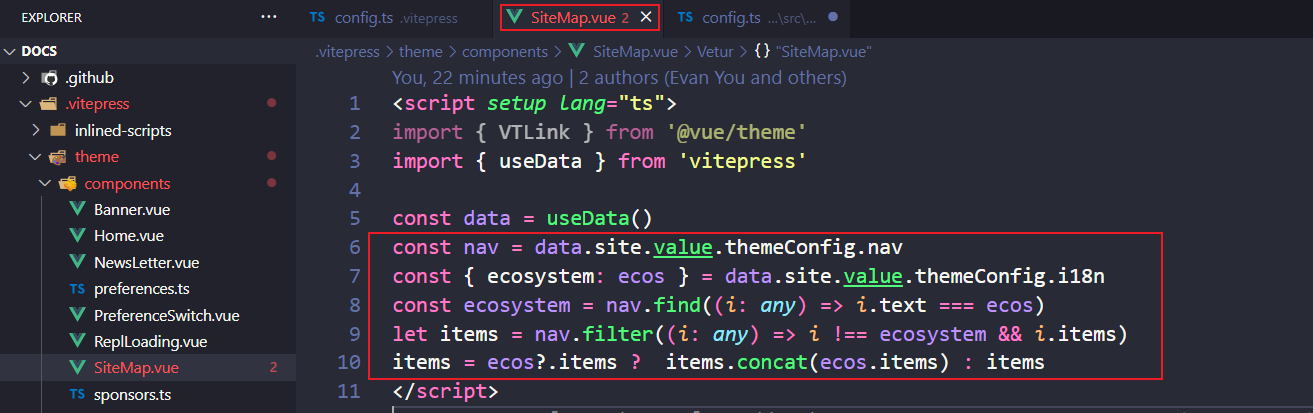 EXPLORER
...
TS config.ts .vitepress
SiteMap.vue 2 ×
TS config.ts ...\src\...
DOCS
.vitepress > theme > components > SiteMap.vue > Vetur > {} "SiteMap.vue"
.github
You, 22 minutes ago | 2 authors (Evan You and others)
.vitepress
inlined-scripts
theme
components
Banner.vue
Home.vue
NewsLetter.vue
TS preferences.ts
PreferenceSwitch.vue
ReplLoading.vue
SiteMap.vue 2
TS sponsors.ts
1 <script setup lang="ts">
2 import { VTLink } from '@vue/theme'
3 import { useData } from 'vitepress'
4
5 const data = useData()
6 const nav = data.site.value.themeConfig.nav
7 const { ecosystem: ecos } = data.site.value.themeConfig.i18n
8 const ecosystem = nav.find((i: any) => i.text === ecos)
9 let items = nav.filter((i: any) => i !== ecosystem && i.items)
10 items = ecos?.items ?  items.concat(ecos.items) : items
11 </script>